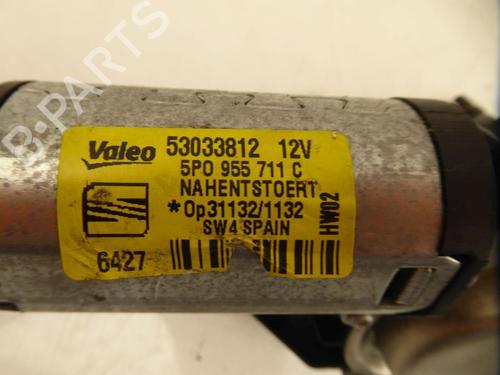 B-PARTS
Valeo 53033812 12V
5P0 955 711 C
NAHENTSTOERT
*Op31132/1132
SW4 SPAIN
HW02
6427